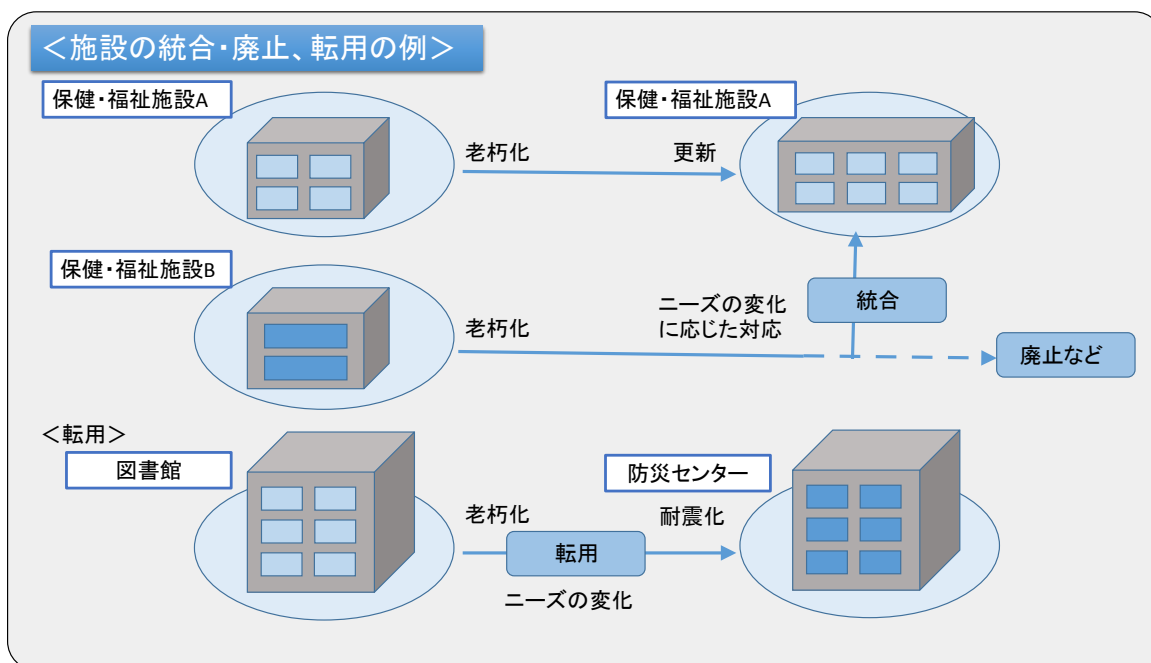 ＜施設の統合･廃止、転用の例＞
保健･福祉施設A
保健･福祉施設A
老朽化
更新
保健･福祉施設B
老朽化
ニーズの変化
に応じた対応
統合
廃止など
＜転用＞
図書館
防災センター
老朽化
耐震化
転用
ニーズの変化